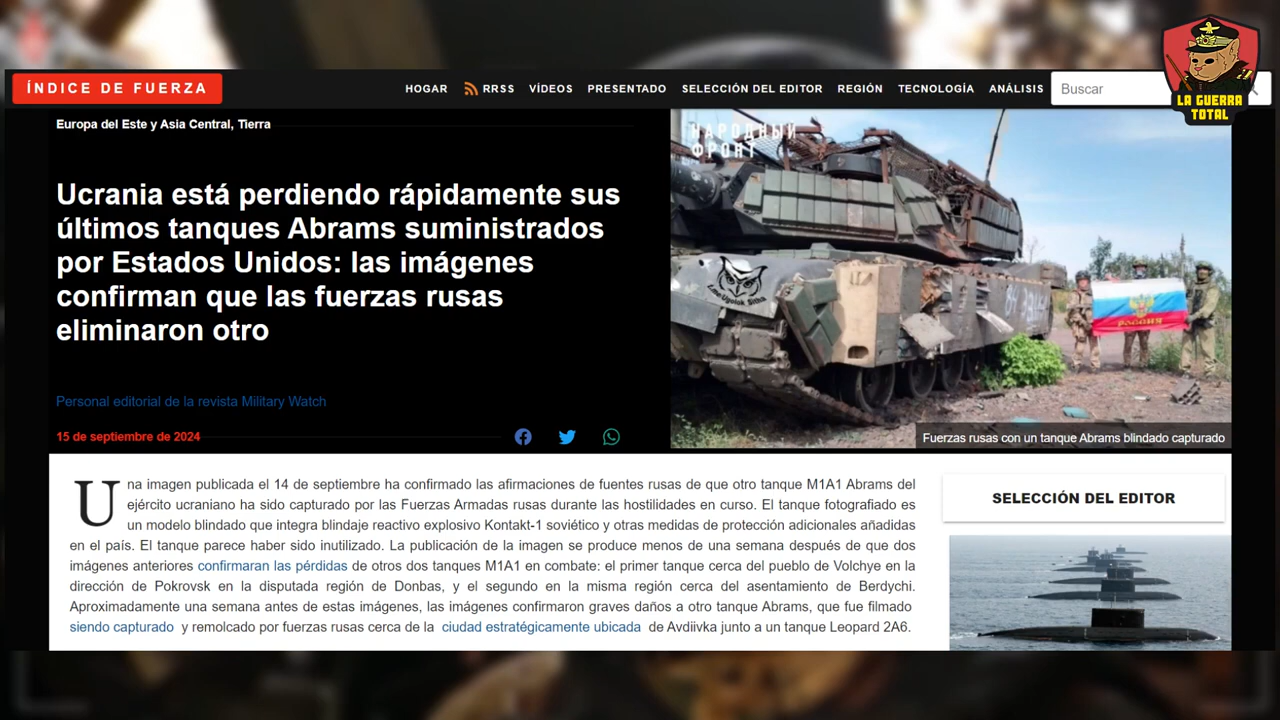 LA GUERRA
TOTAL
ÍNDICE DE FUERZA
HOGAR
RRSS
VÍDEOS
PRESENTADO
SELECCIÓN DEL EDITOR
REGIÓN
TECNOLOGÍA
ANÁLISIS
Buscar
Europa del Este y Asia Central, Tierra
Ucrania está perdiendo rápidamente sus
últimos tanques Abrams suministrados
por Estados Unidos: las imágenes
confirman que las fuerzas rusas
eliminaron otro
Personal editorial de la revista Military Watch
15 de septiembre de 2024
НАРОДНЫЙ
ФРОНТ
Lobo Ugolok Sitha
РОССИЯ
Fuerzas rusas con un tanque Abrams blindado capturado
Una imagen publicada el 14 de septiembre ha confirmado las afirmaciones de fuentes rusas de que otro tanque M1A1 Abrams del
ejército ucraniano ha sido capturado por las Fuerzas Armadas rusas durante las hostilidades en curso. El tanque fotografiado es
un modelo blindado que integra blindaje reactivo explosivo Kontakt-1 soviético y otras medidas de protección adicionales añadidas
en el país. El tanque parece haber sido inutilizado. La publicación de la imagen se produce menos de una semana después de que dos
imágenes anteriores confirmaran las pérdidas de otros dos tanques M1A1 en combate: el primer tanque cerca del pueblo de Volchye en la
dirección de Pokrovsk en la disputada región de Donbas, y el segundo en la misma región cerca del asentamiento de Berdychi.
Aproximadamente una semana antes de estas imágenes, las imágenes confirmaron graves daños a otro tanque Abrams, que fue filmado
siendo capturado y remolcado por fuerzas rusas cerca de la ciudad estratégicamente ubicada de Avdiivka junto a un tanque Leopard 2A6.
SELECCIÓN DEL EDITOR